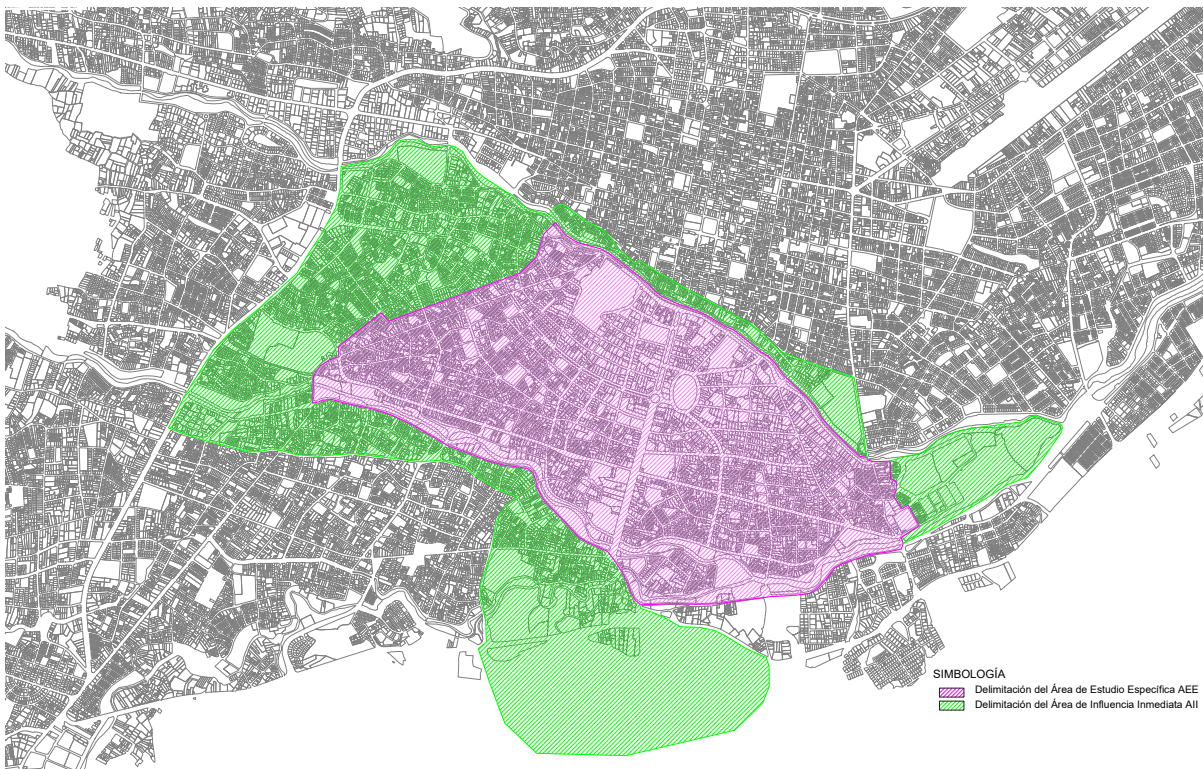 SIMBOLOGÍA
Delimitación del Área de Estudio Específica AEE
Delimitación del Área de Influencia Inmediata AII